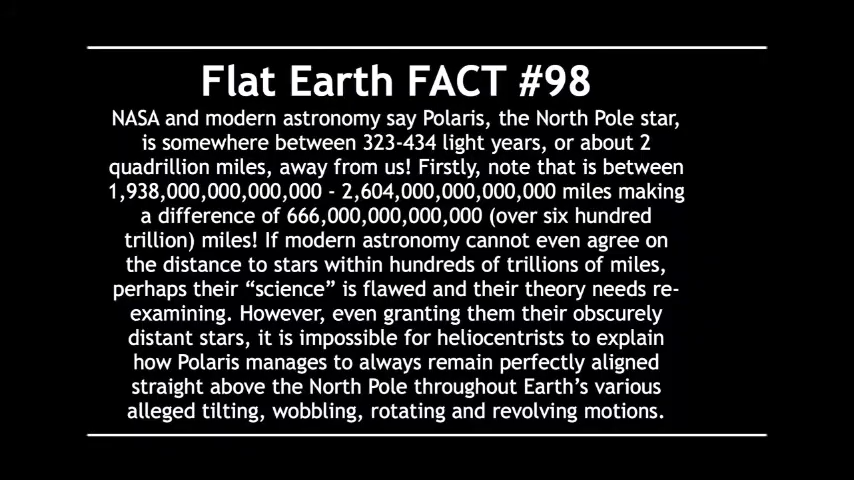 Flat Earth FACT #98
NASA and modern astronomy say Polaris, the North Pole star,
is somewhere between 323-434 light years, or about 2
quadrillion miles, away from us! Firstly, note that is between
1,938,000,000,000,000 - 2,604,000,000,000,000 miles making
a difference of 666,000,000,000,000 (over six hundred
trillion) miles! If modern astronomy cannot even agree on
the distance to stars within hundreds of trillions of miles,
perhaps their “science” is flawed and their theory needs re-
examining. However, even granting them their obscurely
distant stars, it is impossible for heliocentrists to explain
how Polaris manages to always remain perfectly aligned
straight above the North Pole throughout Earth’s various
alleged tilting, wobbling, rotating and revolving motions.